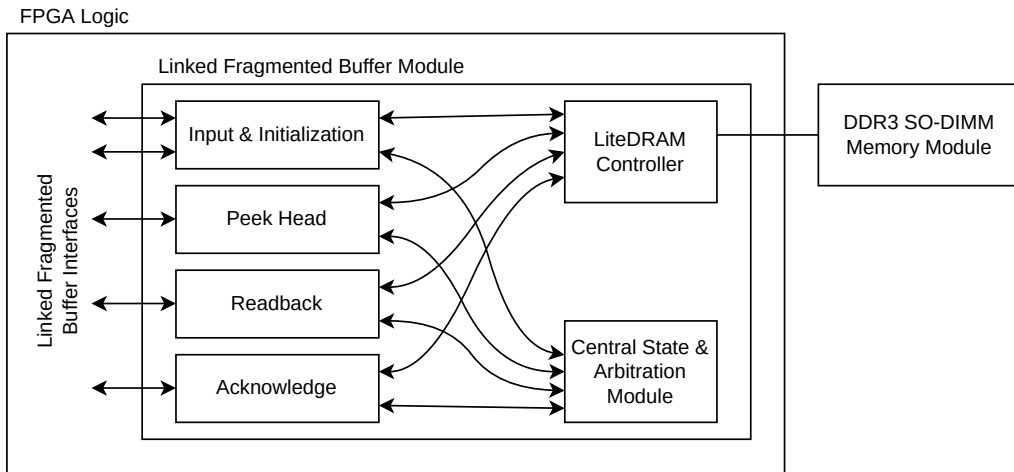 FPGA Logic
Linked Fragmented Buffer Module
Linked Fragmented
Buffer Interfaces
Input & Initialization
Peek Head
Readback
Acknowledge
LiteDRAM
Controller
Central State &
Arbitration
Module
DDR3 SO-DIMM
Memory Module